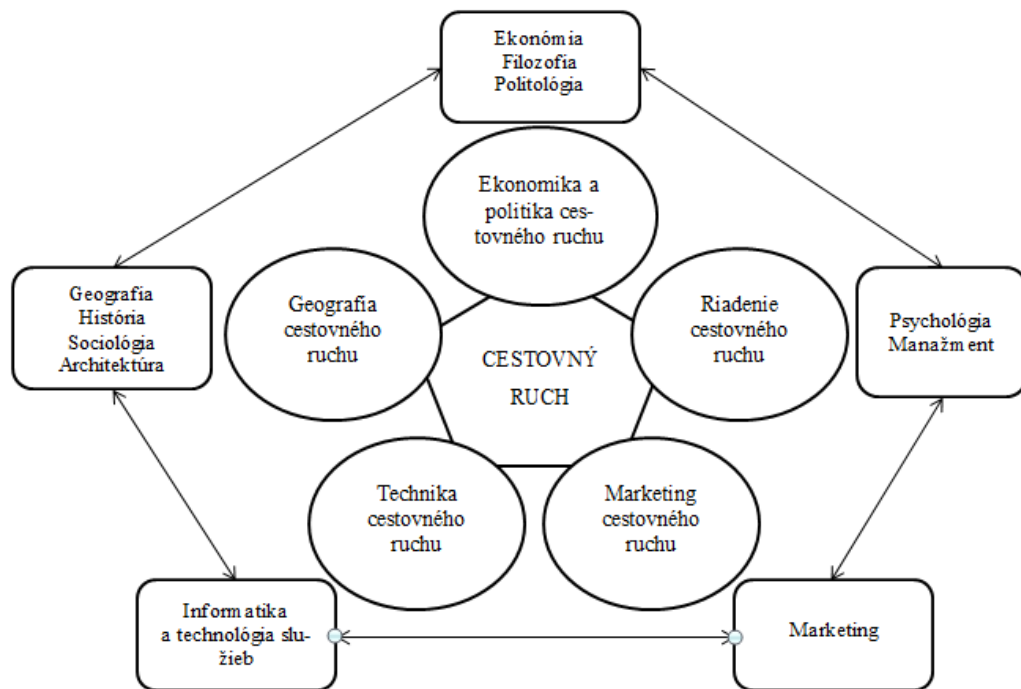 Ekonómia
Filozofia
Politológia
Ekonomika a
politika ces-
tovného ruchu
Geografia
História
Sociológia
Architektúra
Geografia
cestovného
ruchu
CESTOVNÝ
RUCH
Riadenie
cestovného
ruchu
Psychológia
Manažment
Technika
cestovného
ruchu
Marketing
cestovného
ruchu
Informatika
a technológia slu-
žieb
Marketing